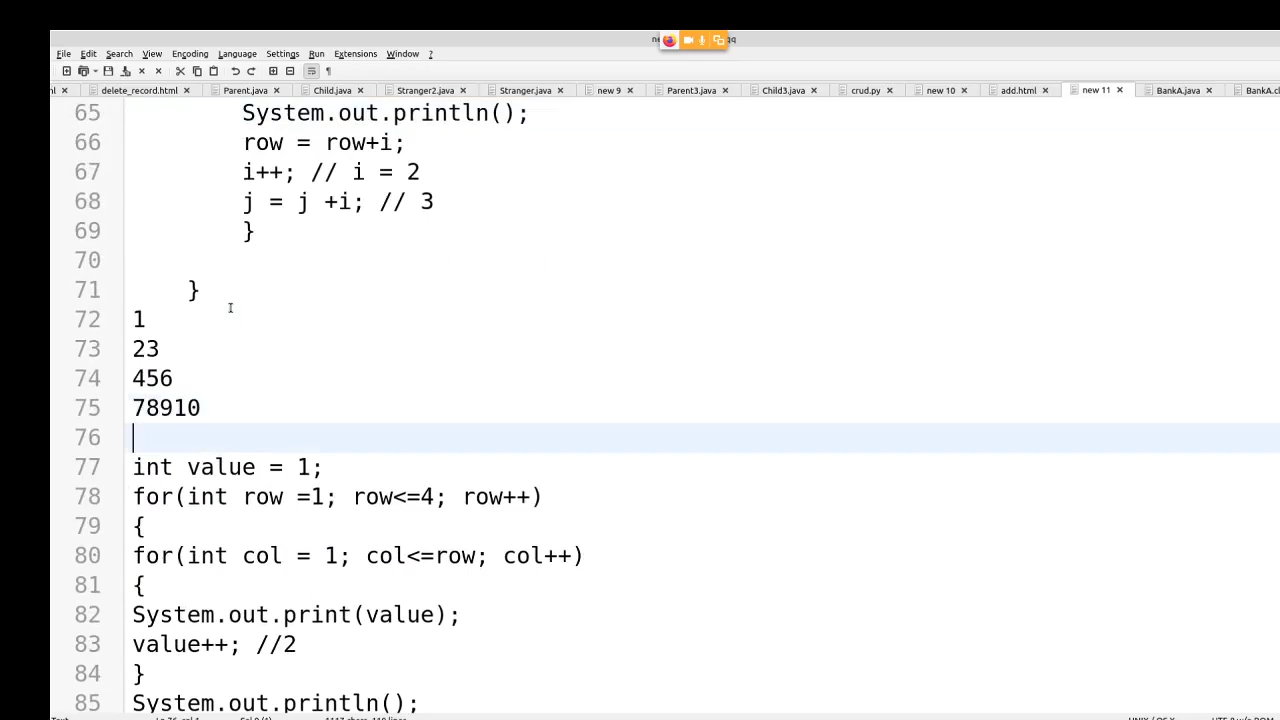 File Edit Search View Encoding Language Settings Run Extensions Window ?
delete_record.html Parent.java Child.java Stranger2.java Stranger.java new 9 Parent3.java Child3.java crud.py new 10 add.html new 11 BankA.java
65 System.out.println();
66 row = row+i;
67 i++; // i = 2
68 j = j +i; // 3
69 }
70
71 }
72 1
73 23
74 456
75 78910
76
77 int value = 1;
78 for(int row =1; row<=4; row++)
79 {
80 for(int col = 1; col<=row; col++)
81 {
82 System.out.print(value);
83 value++; //2
84 }
85 System.out.println();